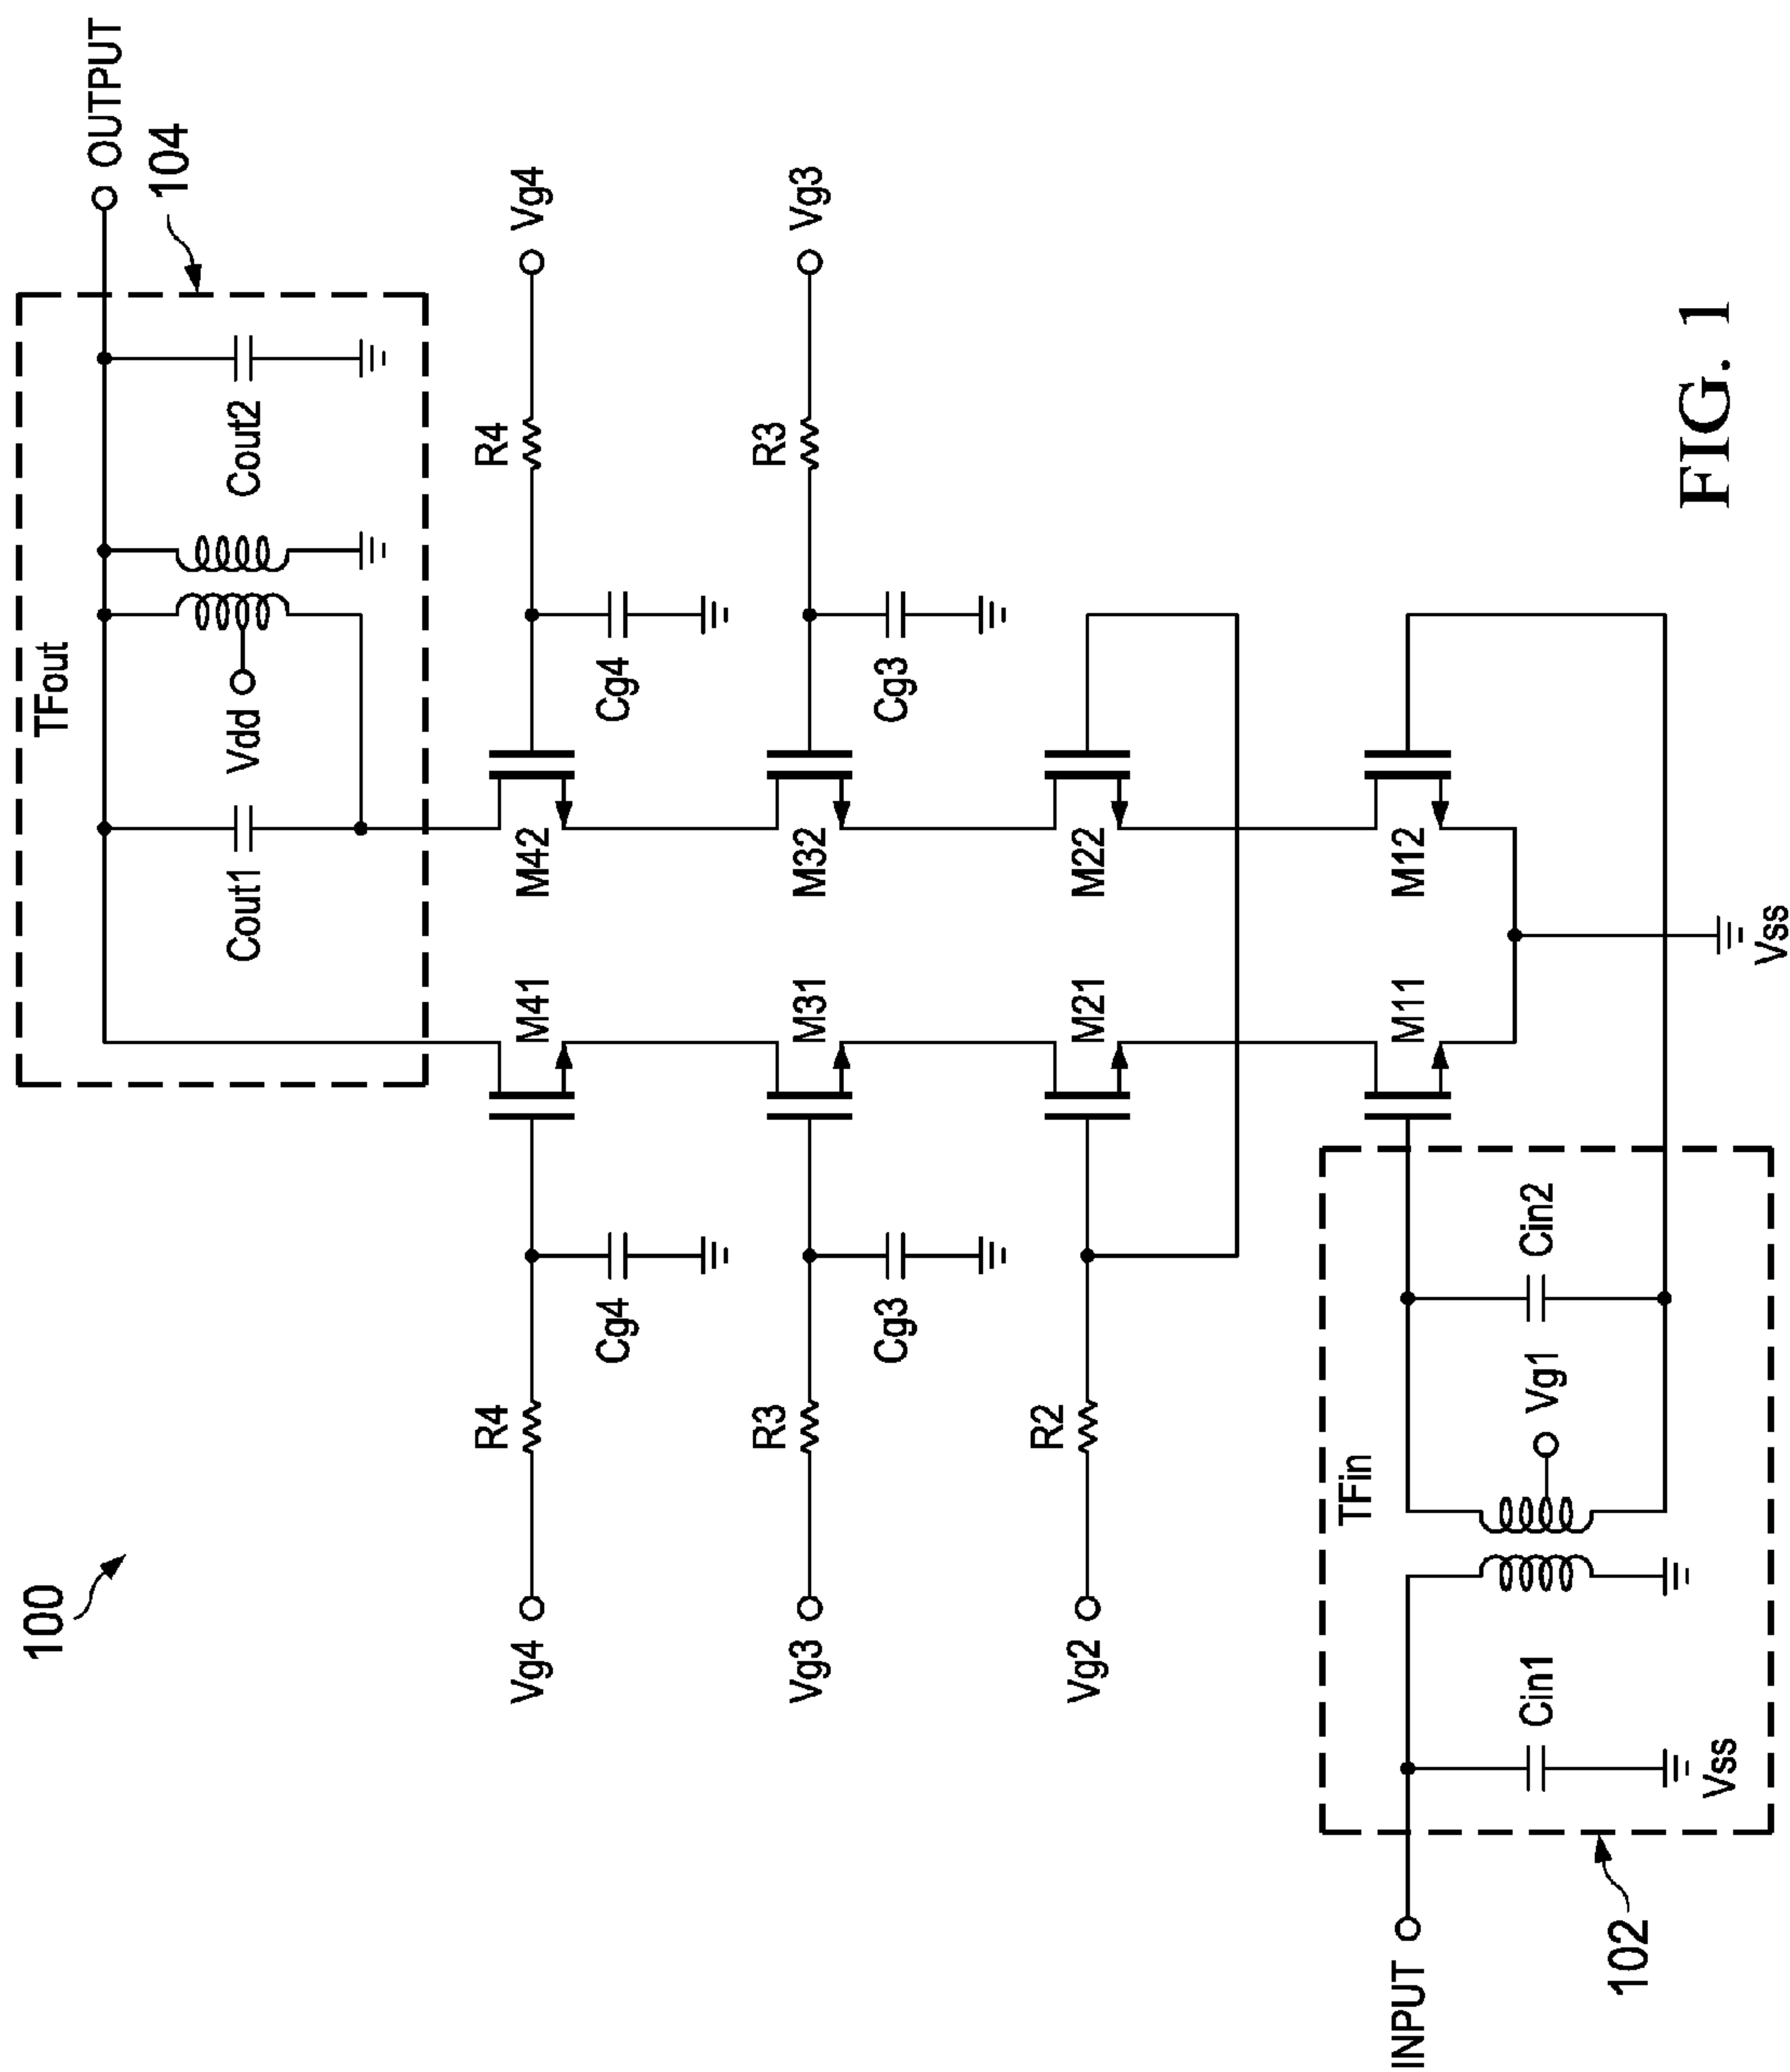 100
TFout
OUTPUT
104
Cout1
Vdd
Cout2
Vg4
R4
Cg4
M41
M42
Cg4
R4
Vg4
Vg3
R3
Cg3
M31
M32
Cg3
R3
Vg3
Vg2
R2
M21
M22
TFin
INPUT
Cin1
Vg1
Cin2
M11
M12
Vss
Vss
102
FIG. 1